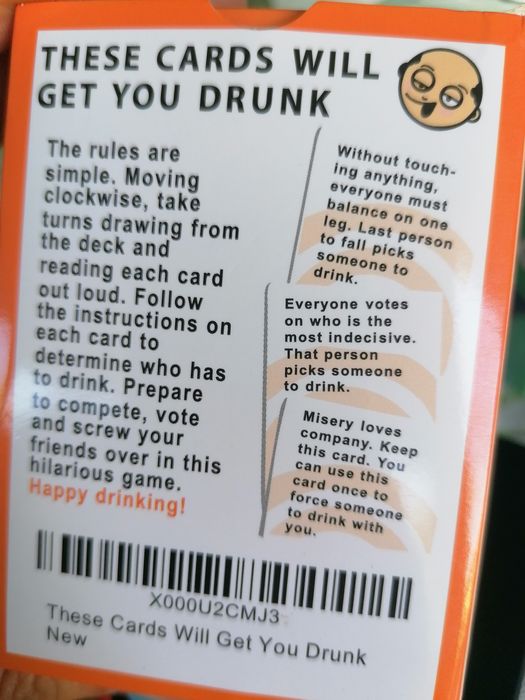 THESE CARDS WILL
GET YOU DRUNK
The rules are
simple. Moving
clockwise, take
turns drawing from
the deck and
reading each card
out loud. Follow
the instructions on
each card to
determine who has
to drink. Prepare
to compete, vote
and screw your
friends over in this
hilarious game.
Happy drinking!
Without touch-
ing anything,
everyone must
balance on one
leg. Last person
to fall picks
someone to
drink.
Everyone votes
on who is the
most indecisive.
That person
picks someone
to drink.
Misery loves
company. Keep
this card. You
can use this
card once to
force someone
to drink with
you.
X000U2CMJ3
These Cards Will Get You Drunk
New